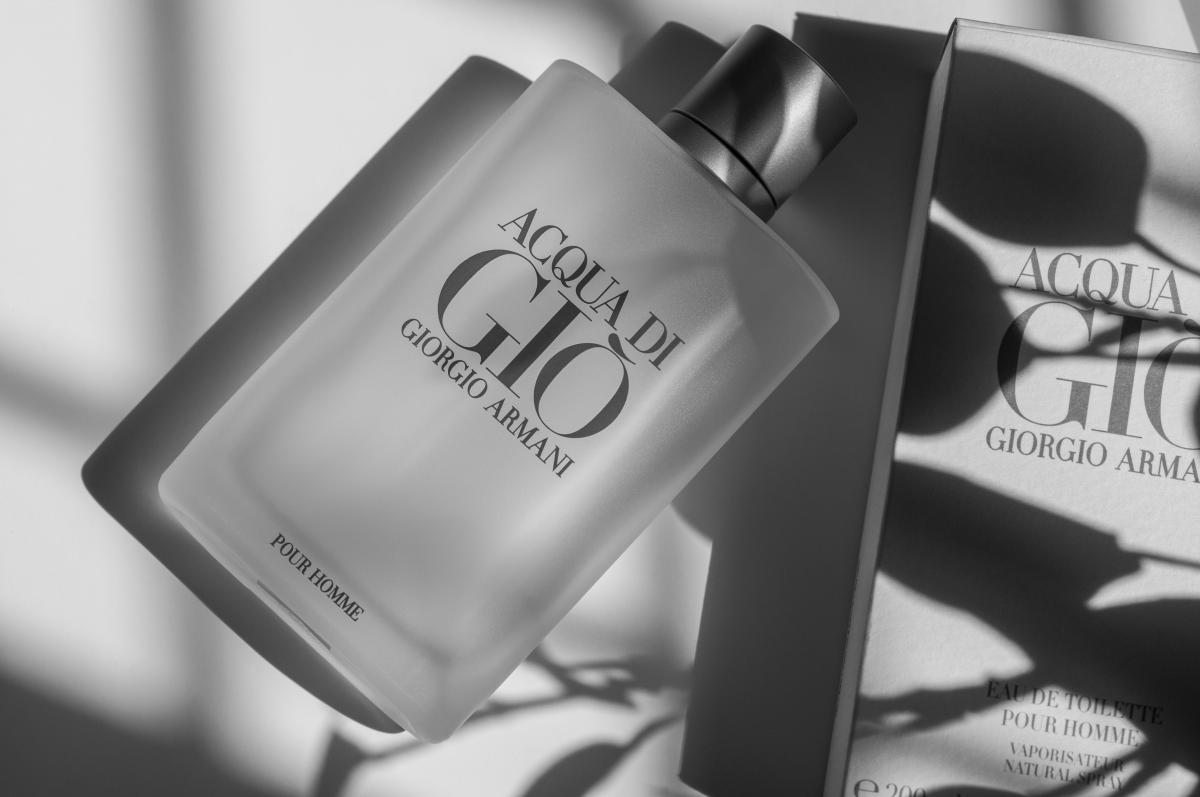 ACQUA DI
GIÒ
GIORGIO ARMANI
POUR HOMME
ACQUA
GIÒ
GIORGIO ARMA
EAU DE TOILETTE
POUR HOMME
VAPORISATEUR
NATURAL SPRAY
e 200